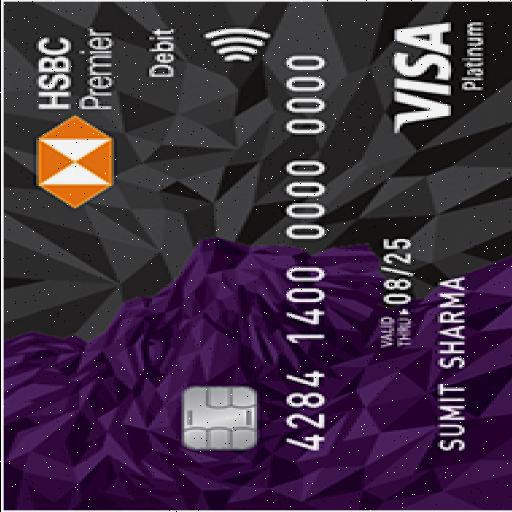 HSBC
Premier
Debit
4284 1400 0000 0000
VALID
THRU 08/25
SUMIT SHARMA
VISA
Platinum